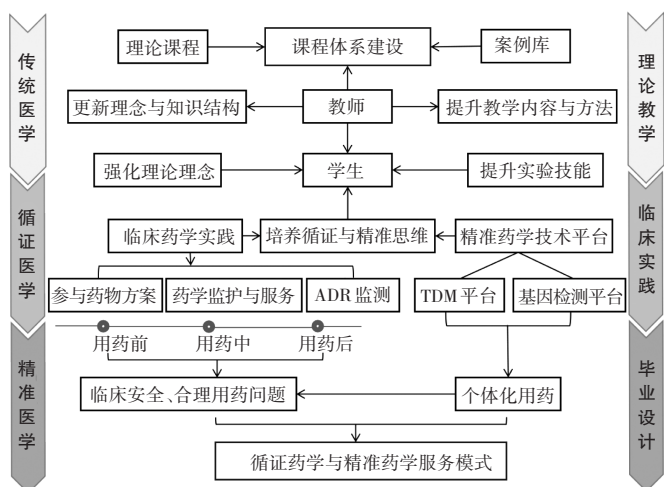 传统医学
循证医学
精准医学
理论课程
课程体系建设
案例库
更新理念与知识结构
教师
提升教学内容与方法
强化理论理念
学生
提升实验技能
临床药学实践
培养循证与精准思维
精准药学技术平台
参与药物方案
药学监护与服务
ADR监测
TDM平台
基因检测平台
用药前
用药中
用药后
临床安全、合理用药问题
个体化用药
循证药学与精准药学服务模式
理论教学
临床实践
毕业设计